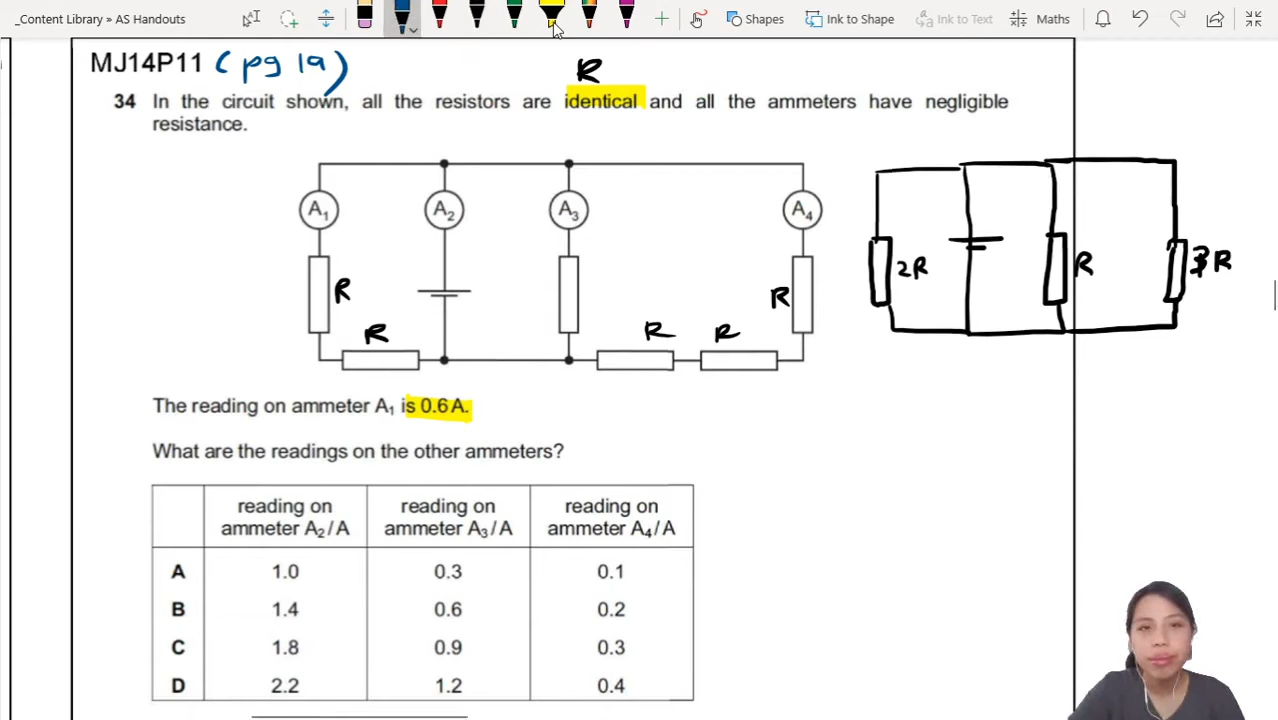 _Content Library » AS Handouts
Shapes
Ink to Shape
Ink to Text
Maths
MJ14P11 (pg 19)
R
34 In the circuit shown, all the resistors are identical and all the ammeters have negligible
resistance.
A1 A2 A3 A4
R R
R R R
2R R 3R
The reading on ammeter A1 is 0.6 A.
What are the readings on the other ammeters?
reading on ammeter A2 / A
reading on ammeter A3 / A
reading on ammeter A4 / A
A 1.0 0.3 0.1
B 1.4 0.6 0.2
C 1.8 0.9 0.3
D 2.2 1.2 0.4